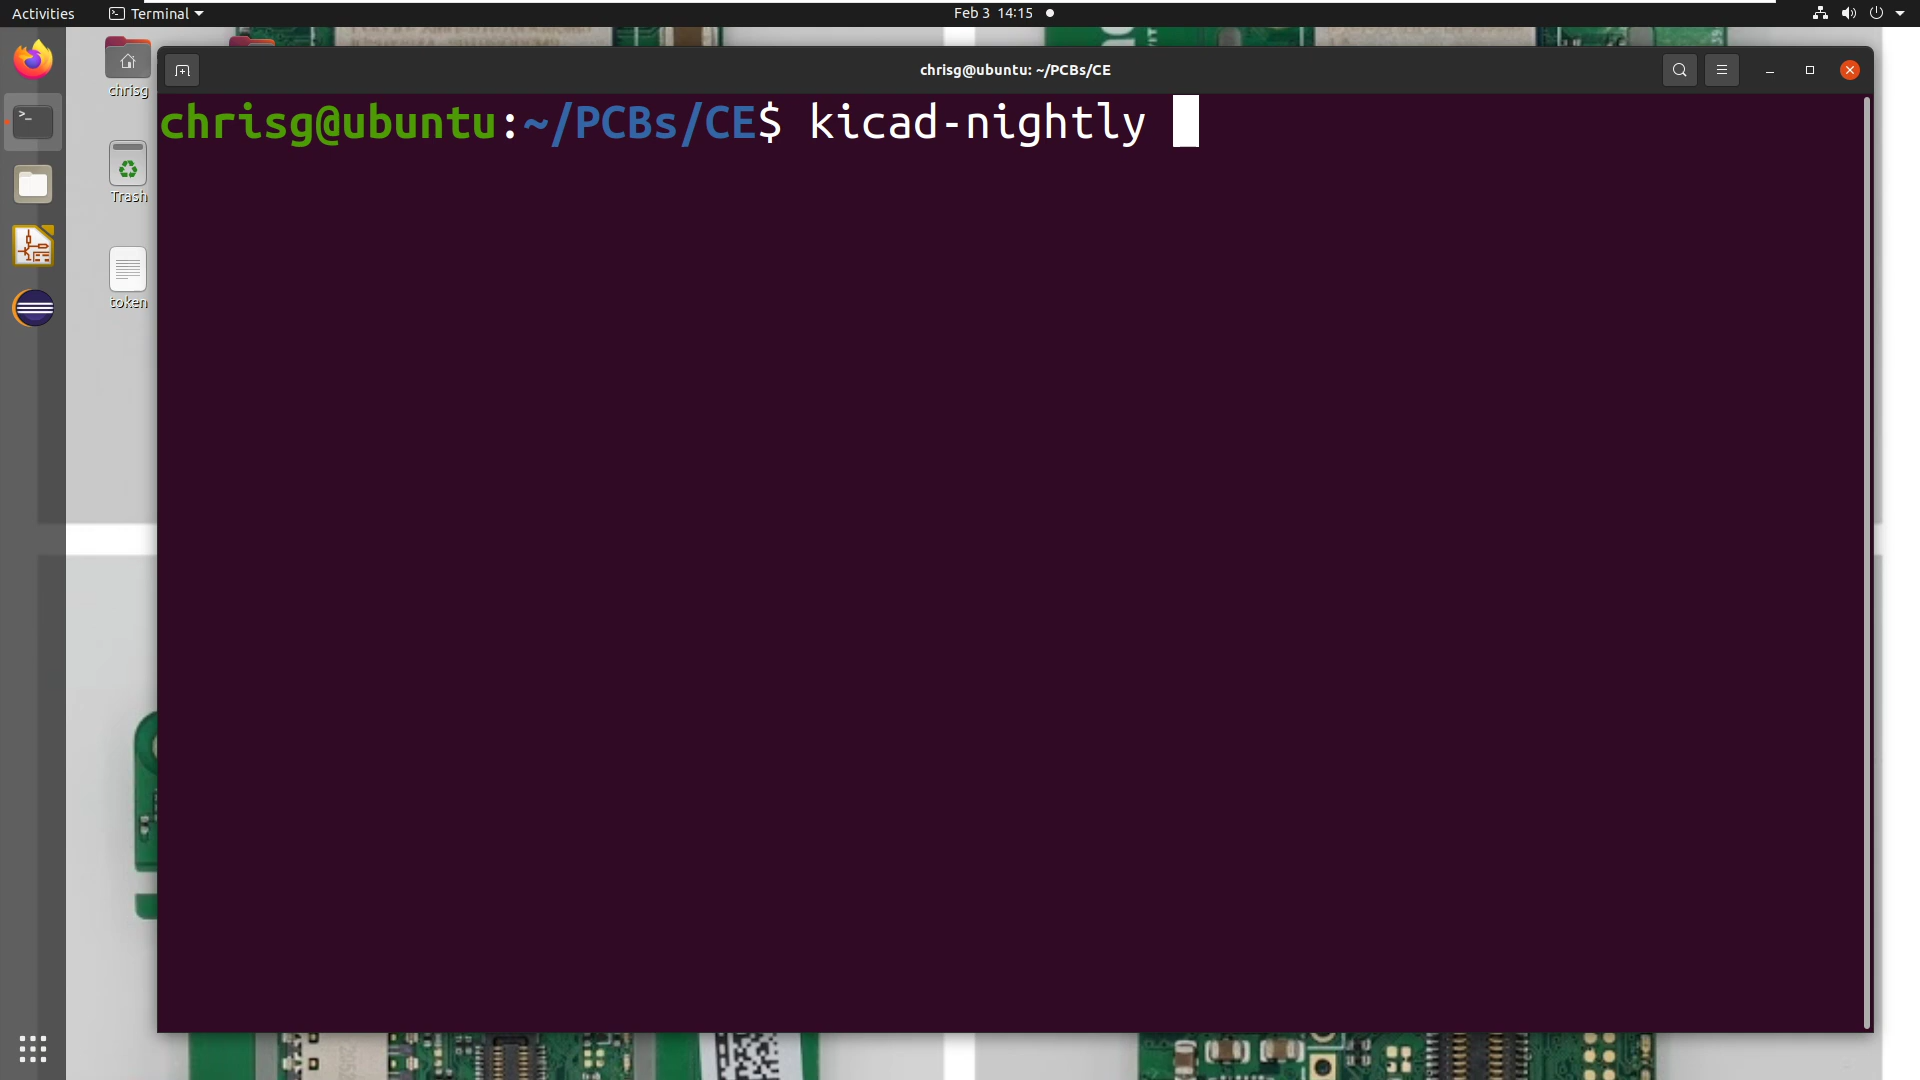 Activities Terminal Feb 3 14:15
chrisg
Trash
token
chrisg@ubuntu: ~/PCBs/CE
chrisg@ubuntu:~/PCBs/CE$ kicad-nightly